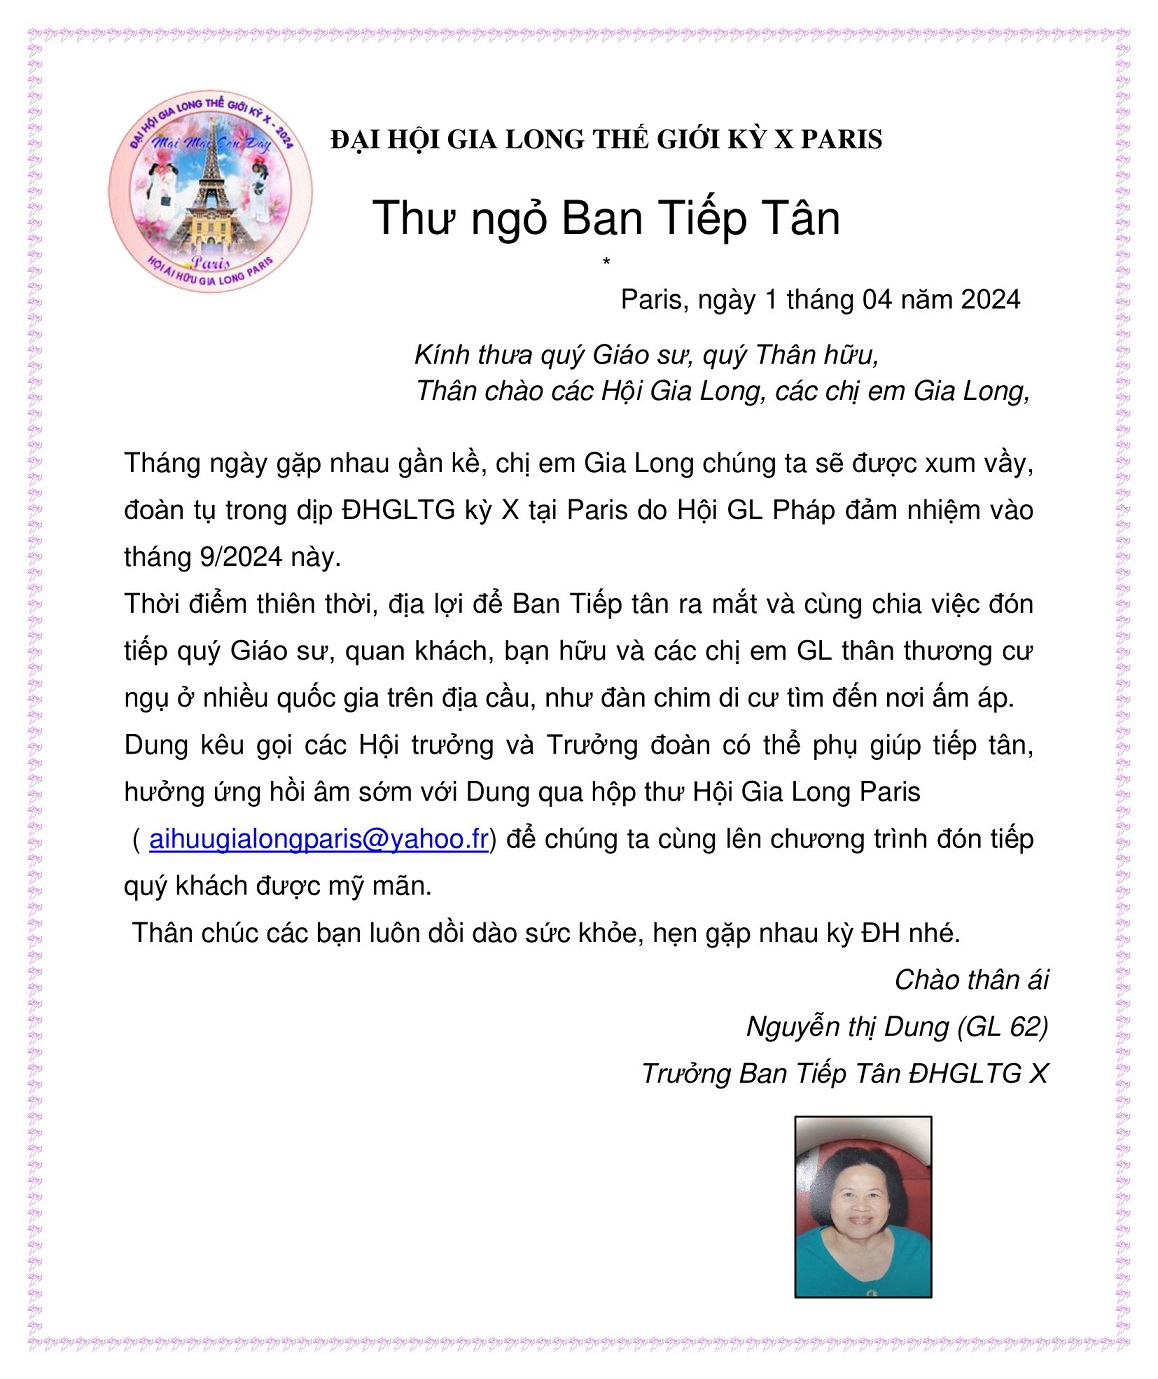 ĐẠI HỘI GIA LONG THẾ GIỚI KỲ X - 2024
Mãi Mãi Còn Đây
Paris
HỘI ÁI HỮU GIA LONG PARIS
ĐẠI HỘI GIA LONG THẾ GIỚI KỲ X PARIS
Thư ngỏ Ban Tiếp Tân
*
Paris, ngày 1 tháng 04 năm 2024
Kính thưa quý Giáo sư, quý Thân hữu,
Thân chào các Hội Gia Long, các chị em Gia Long,
Tháng ngày gặp nhau gần kề, chị em Gia Long chúng ta sẽ được xum vầy,
đoàn tụ trong dịp ĐHGLTG kỳ X tại Paris do Hội GL Pháp đảm nhiệm vào
tháng 9/2024 này.
Thời điểm thiên thời, địa lợi để Ban Tiếp tân ra mắt và cùng chia việc đón
tiếp quý Giáo sư, quan khách, bạn hữu và các chị em GL thân thương cư
ngụ ở nhiều quốc gia trên địa cầu, như đàn chim di cư tìm đến nơi ấm áp.
Dung kêu gọi các Hội trưởng và Trưởng đoàn có thể phụ giúp tiếp tân,
hưởng ứng hồi âm sớm với Dung qua hộp thư Hội Gia Long Paris
( aihuugialongparis@yahoo.fr) để chúng ta cùng lên chương trình đón tiếp
quý khách được mỹ mãn.
Thân chúc các bạn luôn dồi dào sức khỏe, hẹn gặp nhau kỳ ĐH nhé.
Chào thân ái
Nguyễn thị Dung (GL 62)
Trưởng Ban Tiếp Tân ĐHGLTG X